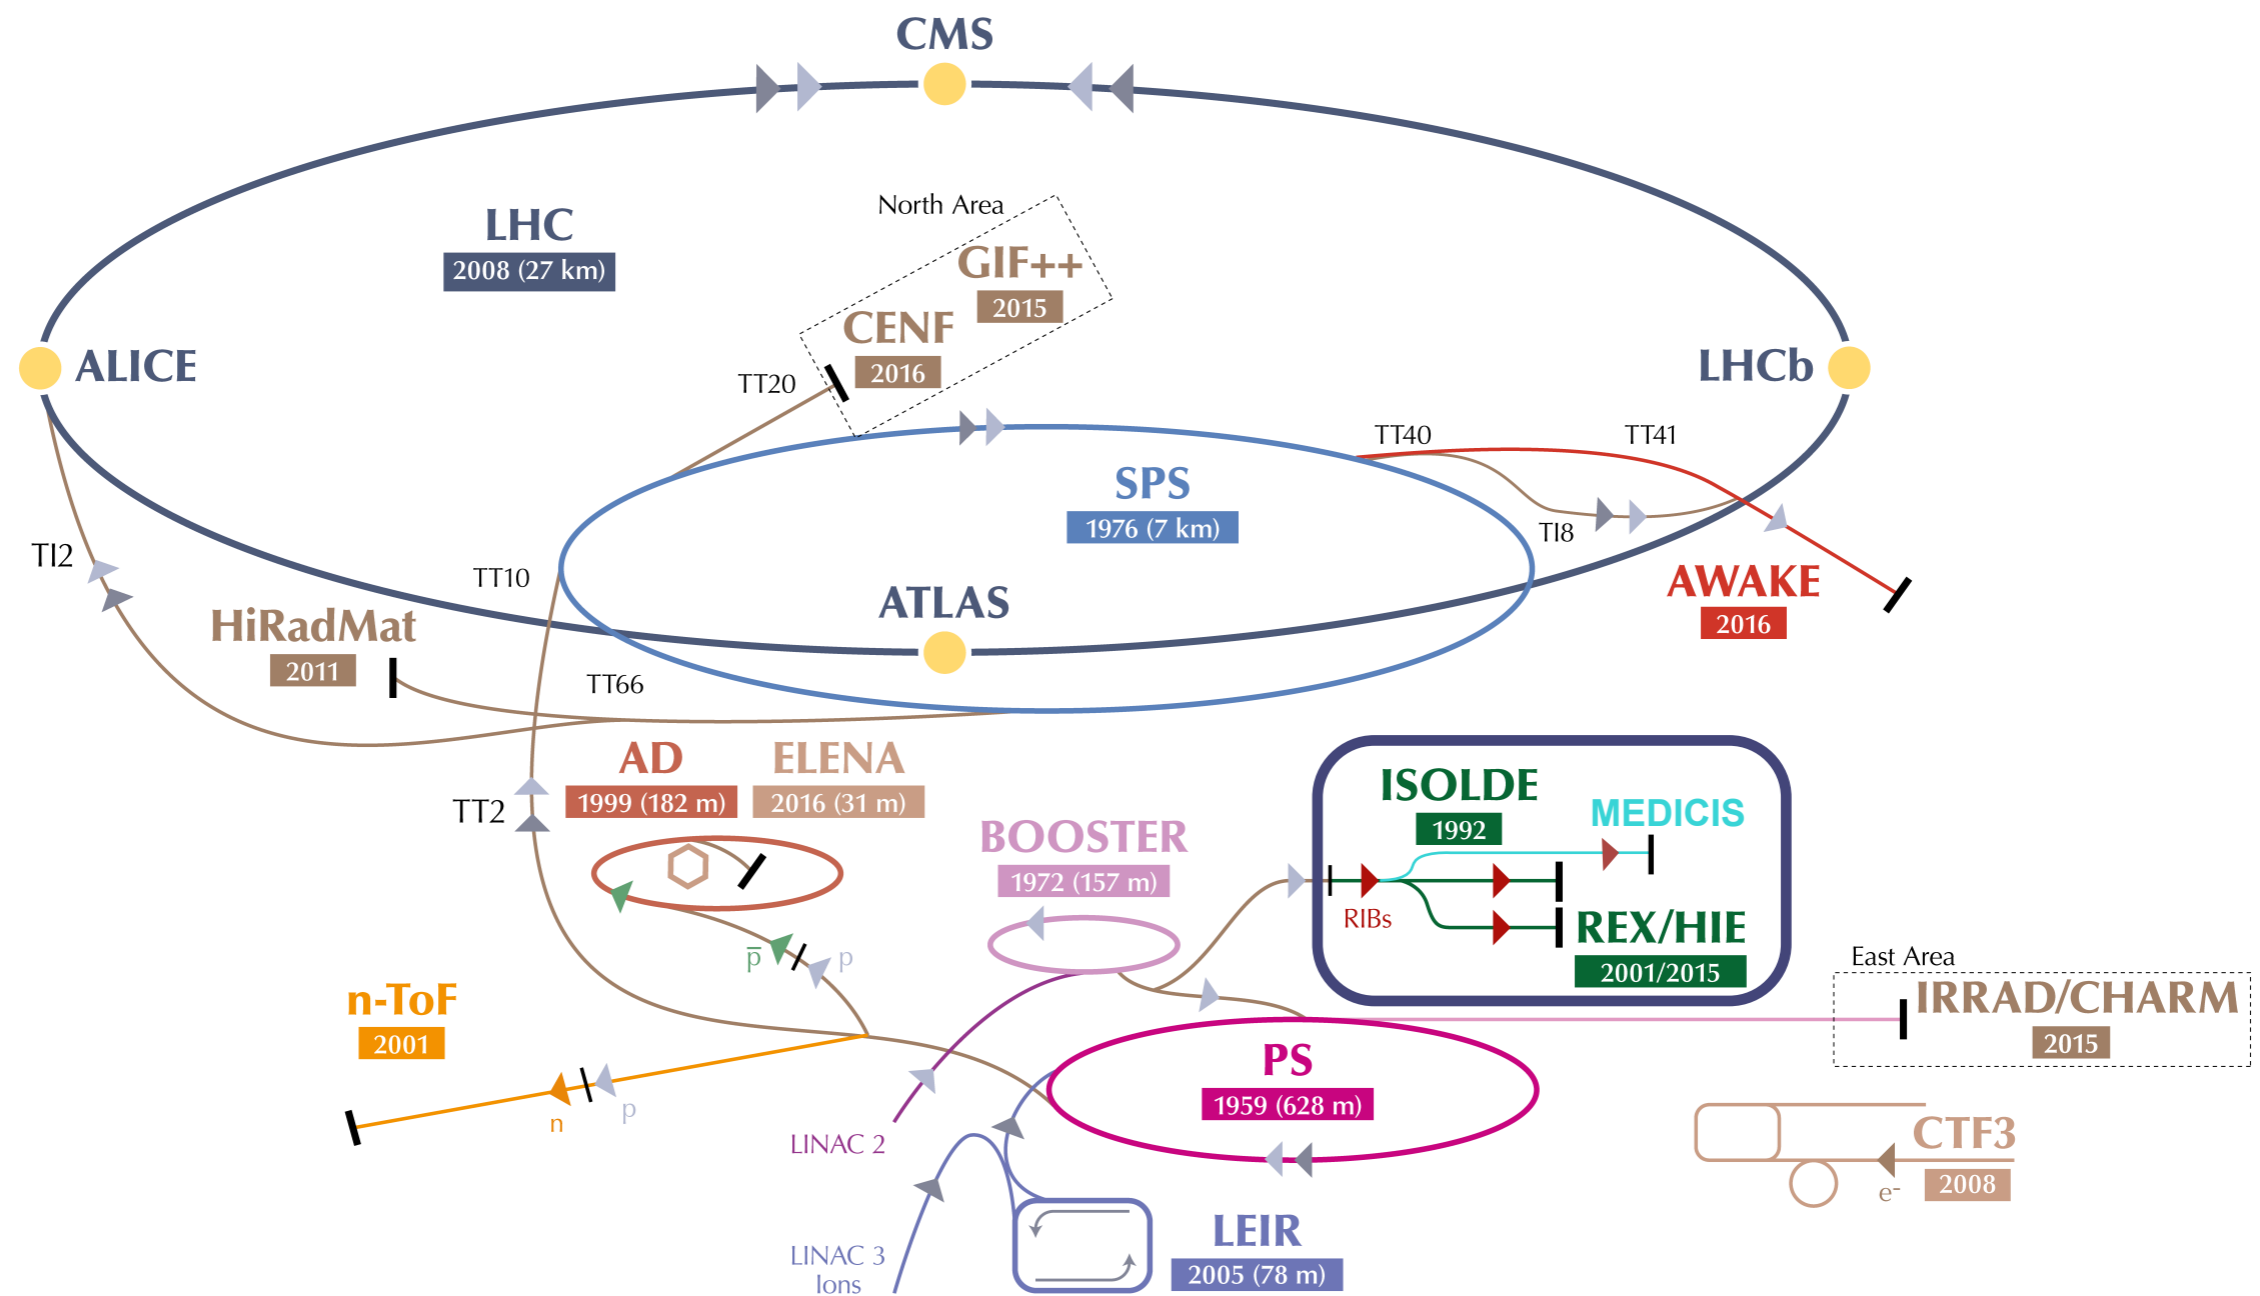 CMS
North Area
LHC
2008 (27 km)
GIF++
2015
CENF
2016
ALICE
LHCb
TT20
TT40
TT41
SPS
1976 (7 km)
TI8
TI2
TT10
ATLAS
AWAKE
2016
HiRadMat
2011
TT66
AD
1999 (182 m)
ELENA
2016 (31 m)
TT2
ISOLDE
1992
MEDICIS
BOOSTER
1972 (157 m)
RIBs
REX/HIE
2001/2015
p̅
p
East Area
IRRAD/CHARM
2015
n-ToF
2001
PS
1959 (628 m)
n
p
LINAC 2
CTF3
2008
e-
LEIR
2005 (78 m)
LINAC 3
Ions